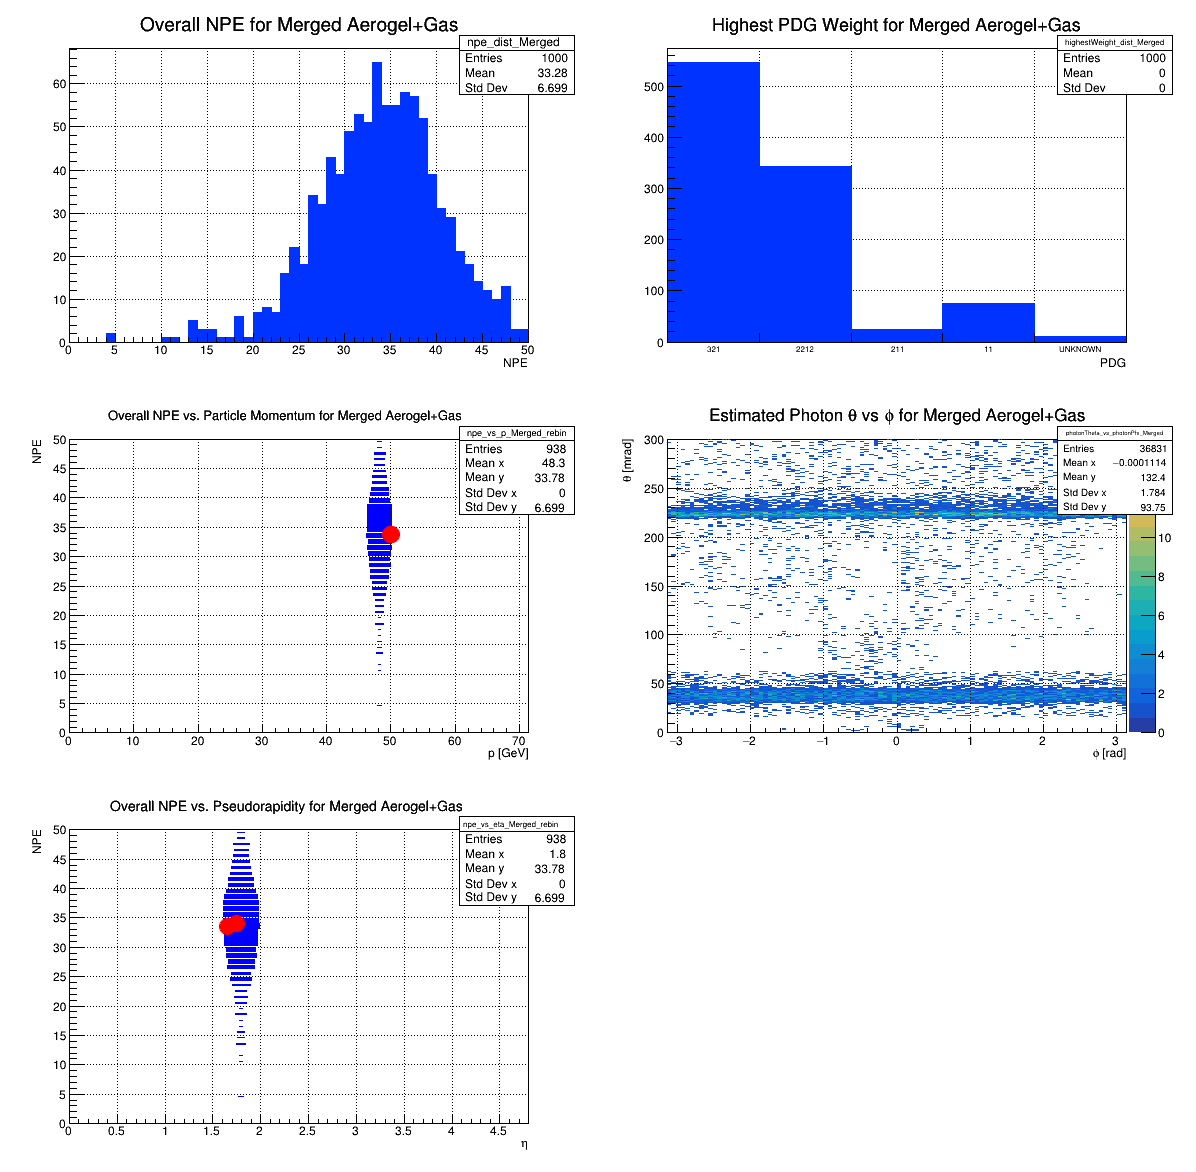 Overall NPE for Merged Aerogel+Gas
npe_dist_Merged
Entries 1000
Mean 33.28
Std Dev 6.699
60
50
40
30
20
10
0
0 5 10 15 20 25 30 35 40 45 50
NPE
Highest PDG Weight for Merged Aerogel+Gas
highestWeight_dist_Merged
Entries 1000
Mean 0
Std Dev 0
500
400
300
200
100
0
321 2212 211 11 UNKNOWN
PDG
Overall NPE vs. Particle Momentum for Merged Aerogel+Gas
npe_vs_p_Merged_rebin
Entries 938
Mean x 48.3
Mean y 33.78
Std Dev x 0
Std Dev y 6.699
NPE
50
45
40
35
30
25
20
15
10
5
0
0 10 20 30 40 50 60 70
p [GeV]
Estimated Photon θ vs ϕ for Merged Aerogel+Gas
photonTheta_vs_photonPhi_Merged
Entries 36831
Mean x −0.0001114
Mean y 132.4
Std Dev x 1.784
Std Dev y 93.75
θ [mrad]
300
250
200
150
100
50
0
−3 −2 −1 0 1 2 3
ϕ [rad]
10
8
6
4
2
0
Overall NPE vs. Pseudorapidity for Merged Aerogel+Gas
npe_vs_eta_Merged_rebin
Entries 938
Mean x 1.8
Mean y 33.78
Std Dev x 0
Std Dev y 6.699
NPE
50
45
40
35
30
25
20
15
10
5
0
0 0.5 1 1.5 2 2.5 3 3.5 4 4.5
η